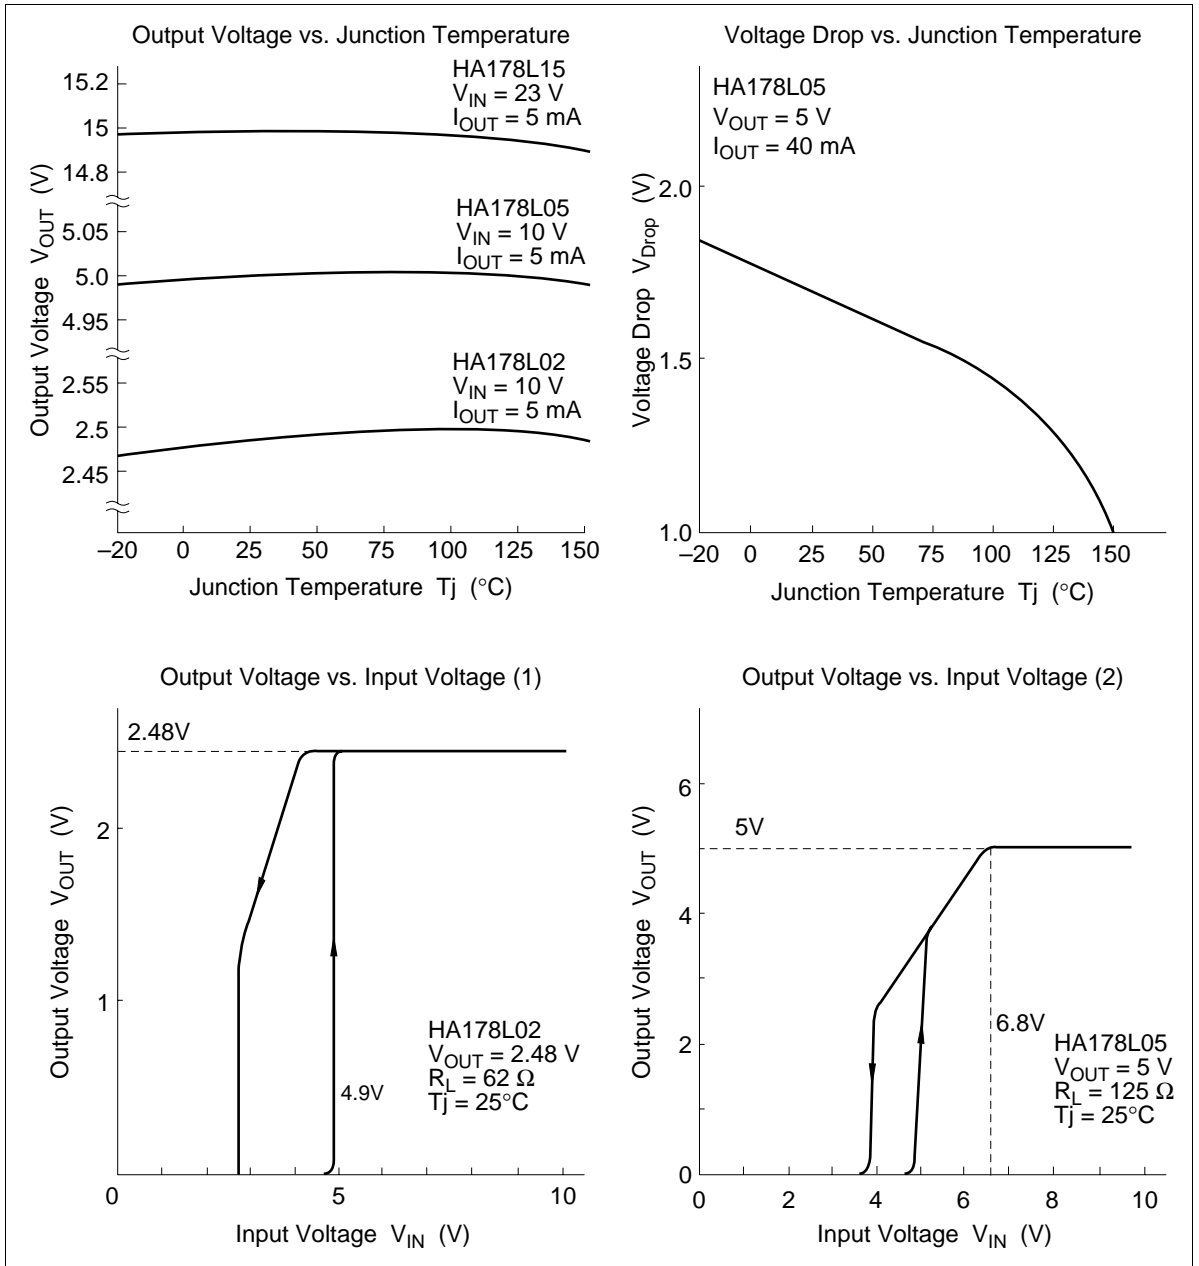 Output Voltage vs. Junction Temperature
Output Voltage V_OUT (V)
15.2
15
14.8
5.05
5.0
4.95
2.55
2.5
2.45
HA178L15
V_IN = 23 V
I_OUT = 5 mA
HA178L05
V_IN = 10 V
I_OUT = 5 mA
HA178L02
V_IN = 10 V
I_OUT = 5 mA
–20 0 25 50 75 100 125 150
Junction Temperature Tj (°C)
Voltage Drop vs. Junction Temperature
Voltage Drop V_Drop (V)
2.0
1.5
1.0
HA178L05
V_OUT = 5 V
I_OUT = 40 mA
–20 0 25 50 75 100 125 150
Junction Temperature Tj (°C)
Output Voltage vs. Input Voltage (1)
Output Voltage V_OUT (V)
2.48V
2
1
4.9V
HA178L02
V_OUT = 2.48 V
R_L = 62 Ω
Tj = 25°C
0 5 10
Input Voltage V_IN (V)
Output Voltage vs. Input Voltage (2)
Output Voltage V_OUT (V)
6
5V
4
2
0
6.8V
HA178L05
V_OUT = 5 V
R_L = 125 Ω
Tj = 25°C
0 2 4 6 8 10
Input Voltage V_IN (V)